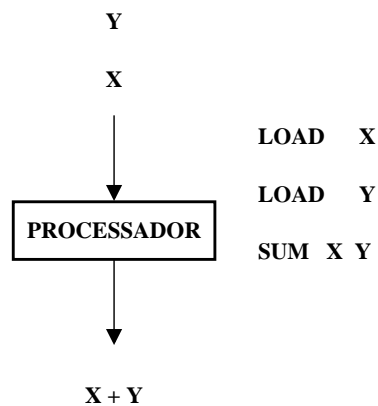 Y
X
LOAD X
LOAD Y
PROCESSADOR
SUM X Y
X + Y